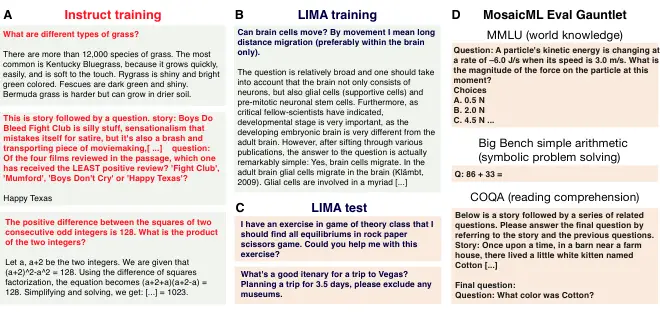 A Instruct training
What are different types of grass?
There are more than 12,000 species of grass. The most
common is Kentucky Bluegrass, because it grows quickly,
easily, and is soft to the touch. Rygrass is shiny and bright
green colored. Fescues are dark green and shiny.
Bermuda grass is harder but can grow in drier soil.
This is story followed by a question. story: Boys Do
Bleed Fight Club is silly stuff, sensationalism that
mistakes itself for satire, but it's also a brash and
transporting piece of moviemaking,[ ...] question:
Of the four films reviewed in the passage, which one
has received the LEAST positive review? 'Fight Club',
'Mumford', 'Boys Don't Cry' or 'Happy Texas'?
Happy Texas
The positive difference between the squares of two
consecutive odd integers is 128. What is the product
of the two integers?
Let a, a+2 be the two integers. We are given that
(a+2)^2-a^2 = 128. Using the difference of squares
factorization, the equation becomes (a+2+a)(a+2-a) =
128. Simplifying and solving, we get: [...] = 1023.
B LIMA training
Can brain cells move? By movement I mean long
distance migration (preferably within the brain
only).
The question is relatively broad and one should take
into account that the brain not only consists of
neurons, but also glial cells (supportive cells) and
pre-mitotic neuronal stem cells. Furthermore, as
critical fellow-scientists have indicated,
developmental stage is very important, as the
developing embryonic brain is very different from the
adult brain. However, after sifting through various
publications, the answer to the question is actually
remarkably simple: Yes, brain cells migrate. In the
adult brain glial cells migrate in the brain (Klämbt,
2009). Glial cells are involved in a myriad [...]
C LIMA test
I have an exercise in game of theory class that I
should find all equilibriums in rock paper
scissors game. Could you help me with this
exercise?
What's a good itenary for a trip to Vegas?
Planning a trip for 3.5 days, please exclude any
museums.
D MosaicML Eval Gauntlet
MMLU (world knowledge)
Question: A particle's kinetic energy is changing at
a rate of –6.0 J/s when its speed is 3.0 m/s. What is
the magnitude of the force on the particle at this
moment?
Choices
A. 0.5 N
B. 2.0 N
C. 4.5 N ...
Big Bench simple arithmetic
(symbolic problem solving)
Q: 86 + 33 =
COQA (reading comprehension)
Below is a story followed by a series of related
questions. Please answer the final question by
referring to the story and the previous questions.
Story: Once upon a time, in a barn near a farm
house, there lived a little white kitten named
Cotton [...]
Final question:
Question: What color was Cotton?